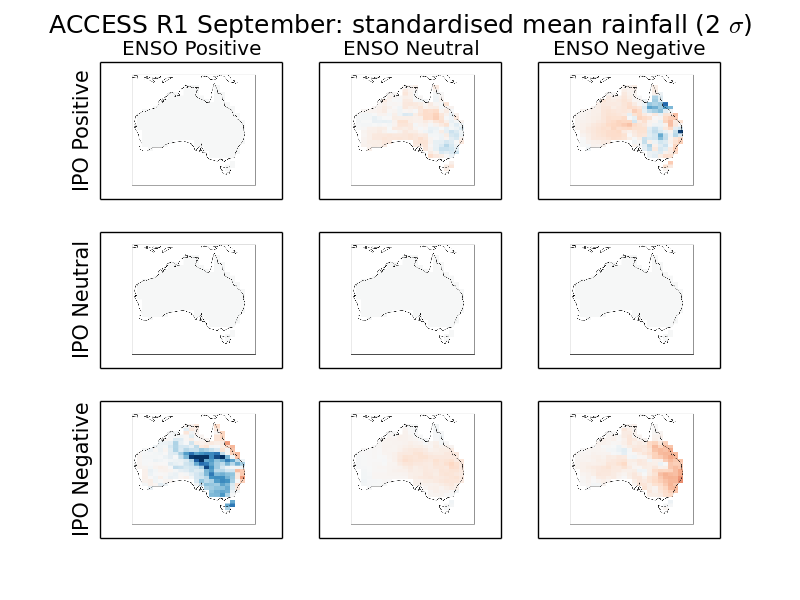 ACCESS R1 September: standardised mean rainfall (2 σ)
ENSO Positive
ENSO Neutral
ENSO Negative
IPO Positive
IPO Neutral
IPO Negative